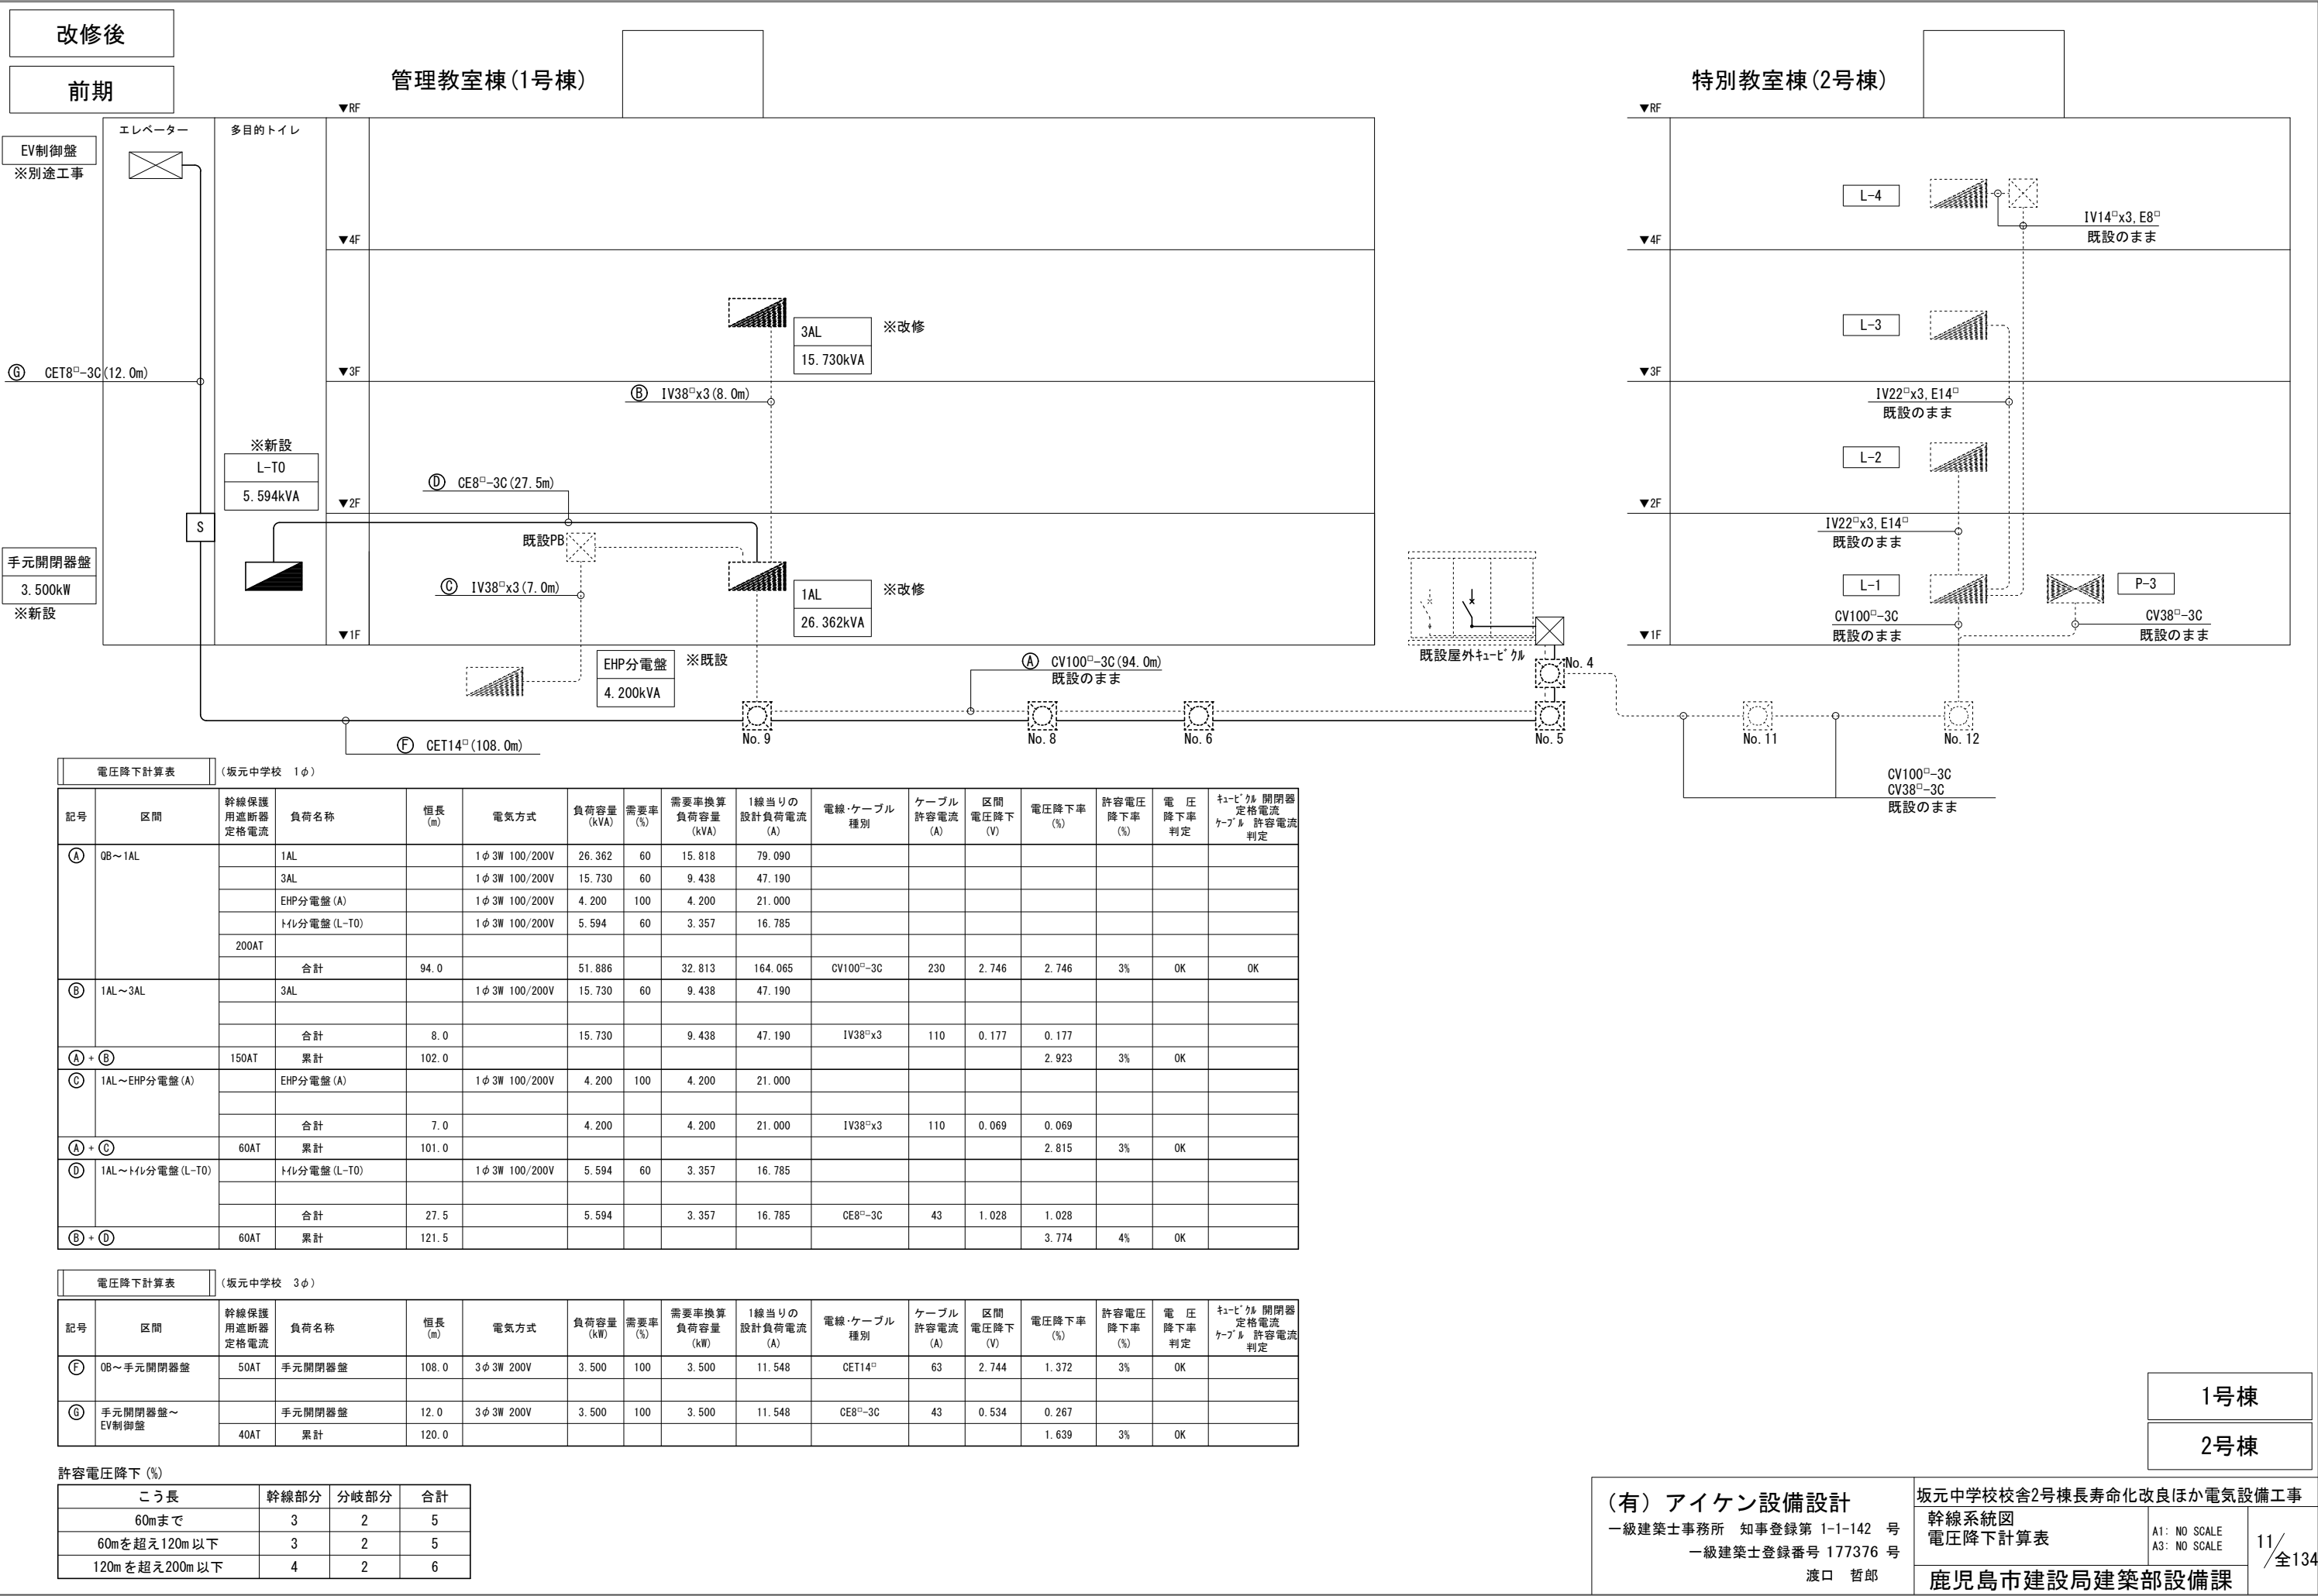 改修後
前期
管理教室棟(1号棟)
特別教室棟(2号棟)
▼RF
▼RF
エレベーター
多目的トイレ
EV制御盤
※別途工事
L-4
IV14□x3,E8□
既設のまま
▼4F
▼4F
3AL
15.730kVA
※改修
L-3
Ⓖ CET8□-3C(12.0m)
▼3F
▼3F
Ⓑ IV38□x3(8.0m)
IV22□x3,E14□
既設のまま
※新設
L-TO
5.594kVA
L-2
Ⓓ CE8□-3C(27.5m)
▼2F
▼2F
S
IV22□x3,E14□
既設のまま
既設PB
手元開閉器盤
3.500kW
※新設
Ⓒ IV38□x3(7.0m)
1AL
26.362kVA
※改修
L-1
P-3
CV100□-3C
既設のまま
CV38□-3C
既設のまま
▼1F
▼1F
既設屋外ｷｭｰﾋﾞｸﾙ
EHP分電盤
4.200kVA
※既設
Ⓐ CV100□-3C(94.0m)
既設のまま
No.4
No.9
No.8
No.6
No.5
No.11
No.12
Ⓕ CET14□(108.0m)
CV100□-3C
CV38□-3C
既設のまま
電圧降下計算表 (坂元中学校 1φ)
記号 区間 幹線保護用遮断器定格電流 負荷名称 恒長(m) 電気方式 負荷容量(kVA) 需要率(%) 需要率換算負荷容量(kVA) 1線当りの設計負荷電流(A) 電線･ケーブル種別 ケーブル許容電流(A) 区間電圧降下(V) 電圧降下率(%) 許容電圧降下率(%) 電圧降下率判定 ｷｭｰﾋﾞｸﾙ 開閉器定格電流 ｹｰﾌﾞﾙ 許容電流判定
Ⓐ QB～1AL 1AL 1φ3W 100/200V 26.362 60 15.818 79.090
3AL 1φ3W 100/200V 15.730 60 9.438 47.190
EHP分電盤(A) 1φ3W 100/200V 4.200 100 4.200 21.000
ﾄｲﾚ分電盤(L-TO) 1φ3W 100/200V 5.594 60 3.357 16.785
200AT
合計 94.0 51.886 32.813 164.065 CV100□-3C 230 2.746 2.746 3% OK OK
Ⓑ 1AL～3AL 3AL 1φ3W 100/200V 15.730 60 9.438 47.190
合計 8.0 15.730 9.438 47.190 IV38□x3 110 0.177 0.177
Ⓐ+Ⓑ 150AT 累計 102.0 2.923 3% OK
Ⓒ 1AL～EHP分電盤(A) EHP分電盤(A) 1φ3W 100/200V 4.200 100 4.200 21.000
合計 7.0 4.200 4.200 21.000 IV38□x3 110 0.069 0.069
Ⓐ+Ⓒ 60AT 累計 101.0 2.815 3% OK
Ⓓ 1AL～ﾄｲﾚ分電盤(L-TO) ﾄｲﾚ分電盤(L-TO) 1φ3W 100/200V 5.594 60 3.357 16.785
合計 27.5 5.594 3.357 16.785 CE8□-3C 43 1.028 1.028
Ⓑ+Ⓓ 60AT 累計 121.5 3.774 4% OK
電圧降下計算表 (坂元中学校 3φ)
記号 区間 幹線保護用遮断器定格電流 負荷名称 恒長(m) 電気方式 負荷容量(kW) 需要率(%) 需要率換算負荷容量(kW) 1線当りの設計負荷電流(A) 電線･ケーブル種別 ケーブル許容電流(A) 区間電圧降下(V) 電圧降下率(%) 許容電圧降下率(%) 電圧降下率判定 ｷｭｰﾋﾞｸﾙ 開閉器定格電流 ｹｰﾌﾞﾙ 許容電流判定
Ⓕ QB～手元開閉器盤 50AT 手元開閉器盤 108.0 3φ3W 200V 3.500 100 3.500 11.548 CET14□ 63 2.744 1.372 3% OK
Ⓖ 手元開閉器盤～EV制御盤 手元開閉器盤 12.0 3φ3W 200V 3.500 100 3.500 11.548 CE8□-3C 43 0.534 0.267
40AT 累計 120.0 1.639 3% OK
許容電圧降下(%)
こう長 幹線部分 分岐部分 合計
60mまで 3 2 5
60mを超え120m以下 3 2 5
120mを超え200m以下 4 2 6
1号棟
2号棟
(有)アイケン設備設計
一級建築士事務所 知事登録第 1-1-142 号
一級建築士登録番号 177376 号
渡口 哲郎
坂元中学校校舎2号棟長寿命化改良ほか電気設備工事
幹線系統図
電圧降下計算表
A1: NO SCALE
A3: NO SCALE
11/全134
鹿児島市建設局建築部設備課